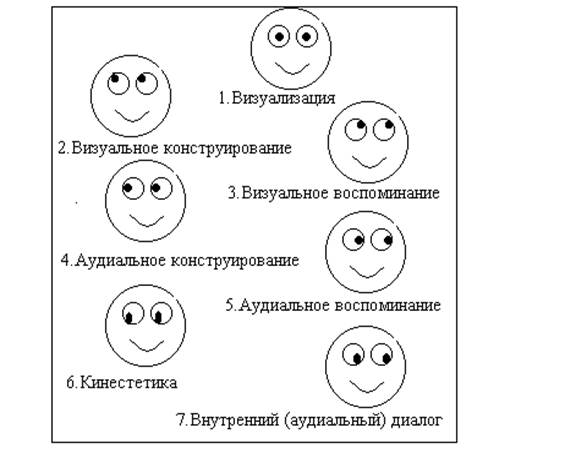 1.Визуализация
2.Визуальное конструирование
3.Визуальное воспоминание
4.Аудиальное конструирование
5.Аудиальное воспоминание
6.Кинестетика
7.Внутренний (аудиальный) диалог